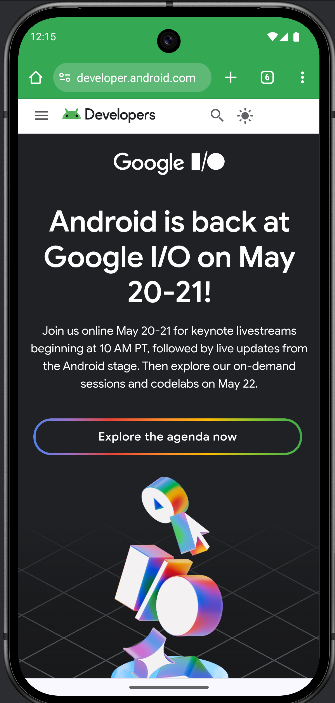 12:15
developer.android.com
6
Developers
Google I/O
Android is back at
Google I/O on May
20-21!
Join us online May 20-21 for keynote livestreams
beginning at 10 AM PT, followed by live updates from
the Android stage. Then explore our on-demand
sessions and codelabs on May 22.
Explore the agenda now